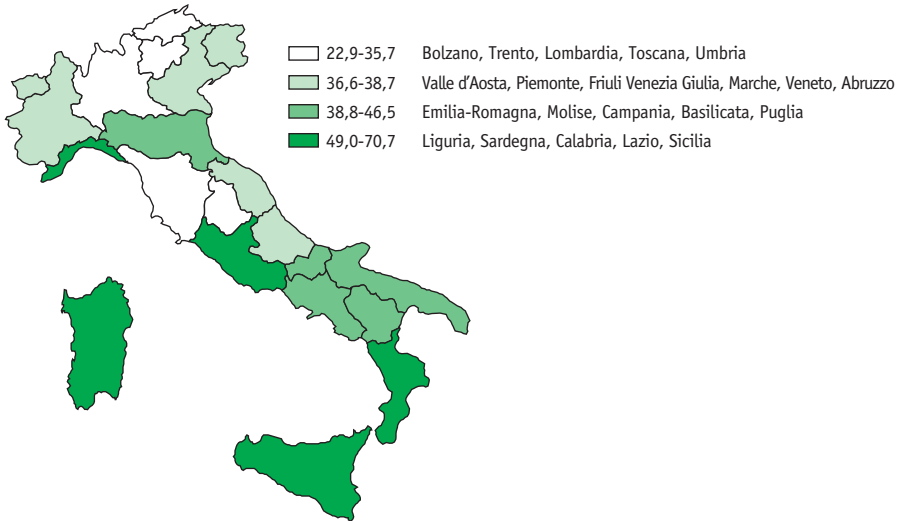 22,9-35,7 Bolzano, Trento, Lombardia, Toscana, Umbria
36,6-38,7 Valle d'Aosta, Piemonte, Friuli Venezia Giulia, Marche, Veneto, Abruzzo
38,8-46,5 Emilia-Romagna, Molise, Campania, Basilicata, Puglia
49,0-70,7 Liguria, Sardegna, Calabria, Lazio, Sicilia